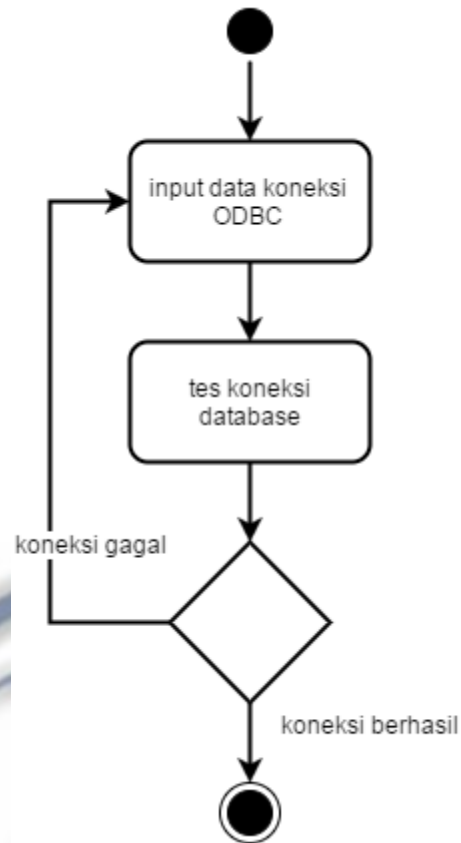 input data koneksi
ODBC
tes koneksi
database
koneksi gagal
koneksi berhasil